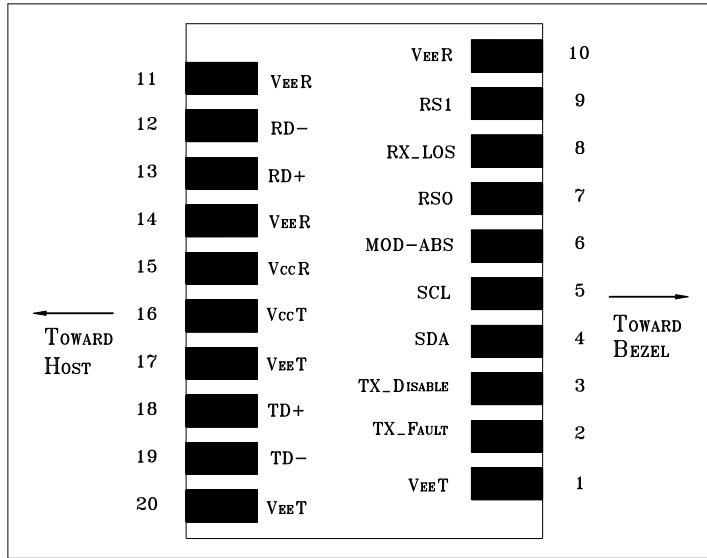 11 VEER
12 RD-
13 RD+
14 VEER
15 VCCR
16 VCCT
17 VEET
18 TD+
19 TD-
20 VEET
VEER 10
RS1 9
RX_LOS 8
RSO 7
MOD-ABS 6
SCL 5
SDA 4
TX_DISABLE 3
TX_FAULT 2
VEET 1
TOWARD
HOST
TOWARD
BEZEL